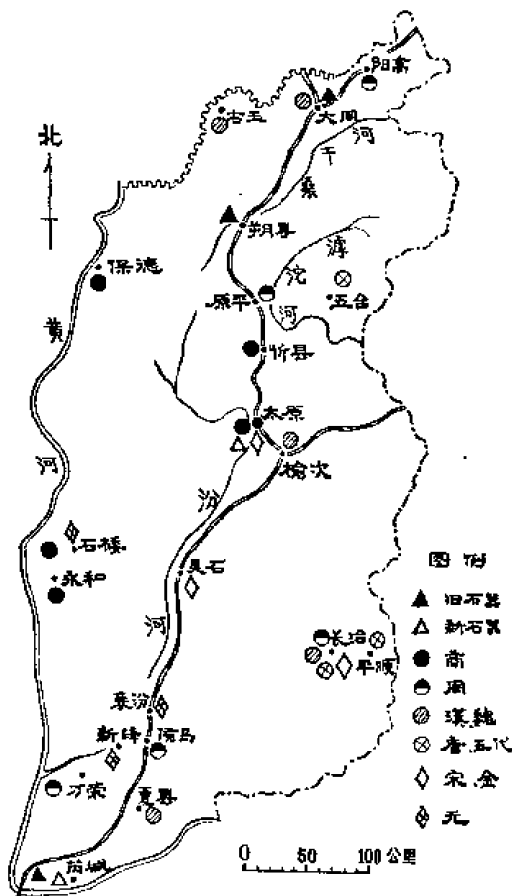 阳高
大同
右玉
北
桑
干
河
朔县
保德
滹
沱
河
五台
原平
忻县
黄
河
太原
榆次
汾
河
石楼
永和
灵石
图例
旧石器
新石器
商
周
漢魏
唐.五代
宋.金
元
长治
平顺
襄汾
新绛
侯马
万荣
夏县
芮城
0 50 100公里